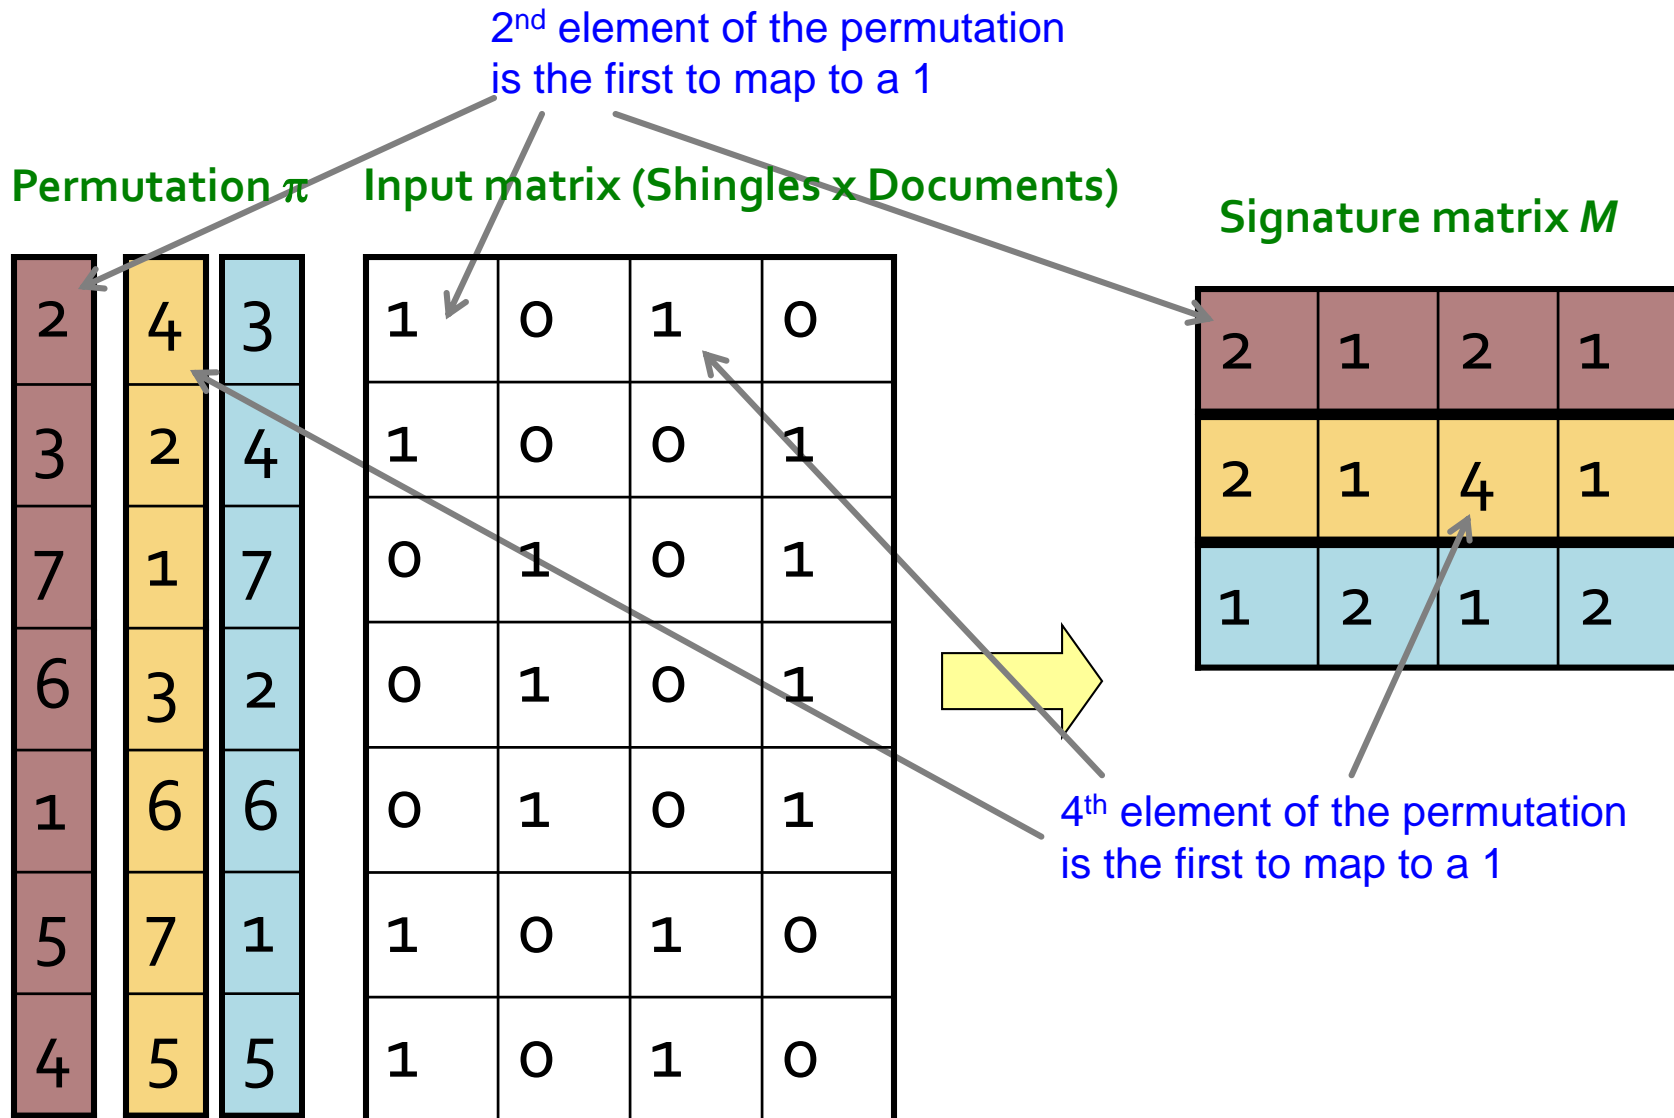 2nd element of the permutation
is the first to map to a 1
Permutation π
Input matrix (Shingles x Documents)
Signature matrix M
2 4 3 1 0 1 0
3 2 4 1 0 0 1
7 1 7 0 1 0 1
6 3 2 0 1 0 1
1 6 6 0 1 0 1
5 7 1 1 0 1 0
4 5 5 1 0 1 0
2 1 2 1
2 1 4 1
1 2 1 2
4th element of the permutation
is the first to map to a 1